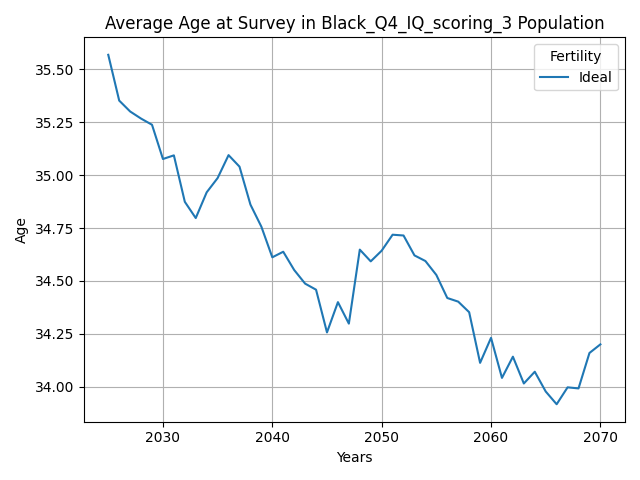 Average Age at Survey in Black_Q4_IQ_scoring_3 Population
Fertility
Ideal
35.50
35.25
35.00
34.75
34.50
34.25
34.00
Age
2030 2040 2050 2060 2070
Years